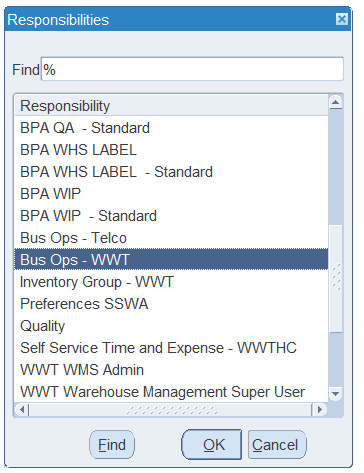 Responsibilities
Find %
Responsibility
BPA QA  - Standard
BPA WHS LABEL
BPA WHS LABEL  - Standard
BPA WIP
BPA WIP  - Standard
Bus Ops - Telco
Bus Ops - WWT
Inventory Group - WWT
Preferences SSWA
Quality
Self Service Time and Expense - WWTHC
WWT WMS Admin
WWT Warehouse Management Super User
Find OK Cancel